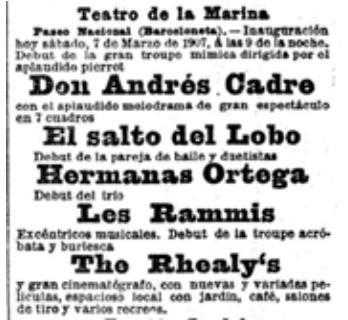 Teatro de la Marina
Paseo Nacional (Barceloneta).—Inauguración
hoy sábado, 7 de Marzo de 1907, á las 9 de la noche.
Debut de la gran troupe mímica dirigida por el
aplaudido pierrot
Don Andrés Cadre
con el aplaudido melodrama de gran espectáculo
en 7 cuadros
El salto del Lobo
Debut de la pareja de baile y duetistas
Hermanas Ortega
Debut del trío
Les Rammis
Excéntricos musicales. Debut de la troupe acró-
bata y burlesca
The Rhealy's
y gran cinematógrafo, con nuevas y variadas pe-
lículas, espacioso local con jardín, café, salones
de tiro y varios recreos.